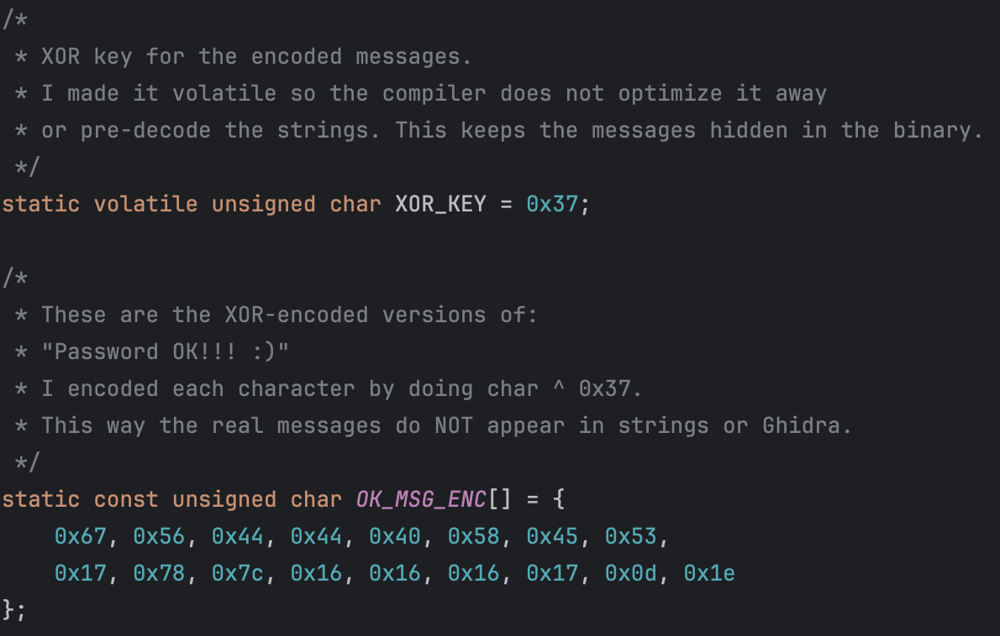 /*
 * XOR key for the encoded messages.
 * I made it volatile so the compiler does not optimize it away
 * or pre-decode the strings. This keeps the messages hidden in the binary.
 */
static volatile unsigned char XOR_KEY = 0x37;

/*
 * These are the XOR-encoded versions of:
 * "Password OK!!! :)"
 * I encoded each character by doing char ^ 0x37.
 * This way the real messages do NOT appear in strings or Ghidra.
 */
static const unsigned char OK_MSG_ENC[] = {
    0x67, 0x56, 0x44, 0x44, 0x40, 0x58, 0x45, 0x53,
    0x17, 0x78, 0x7c, 0x16, 0x16, 0x16, 0x17, 0x0d, 0x1e
};